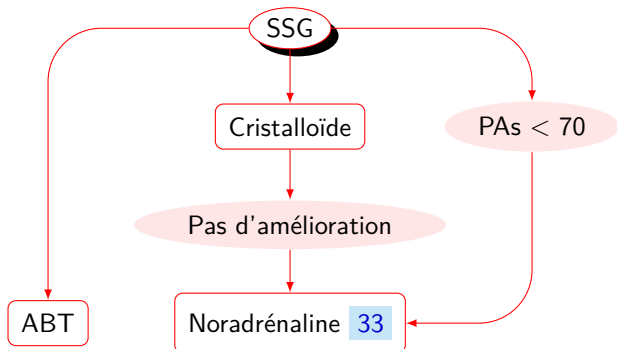 SSG
Cristalloïde
PAs < 70
Pas d'amélioration
ABT
Noradrénaline 33